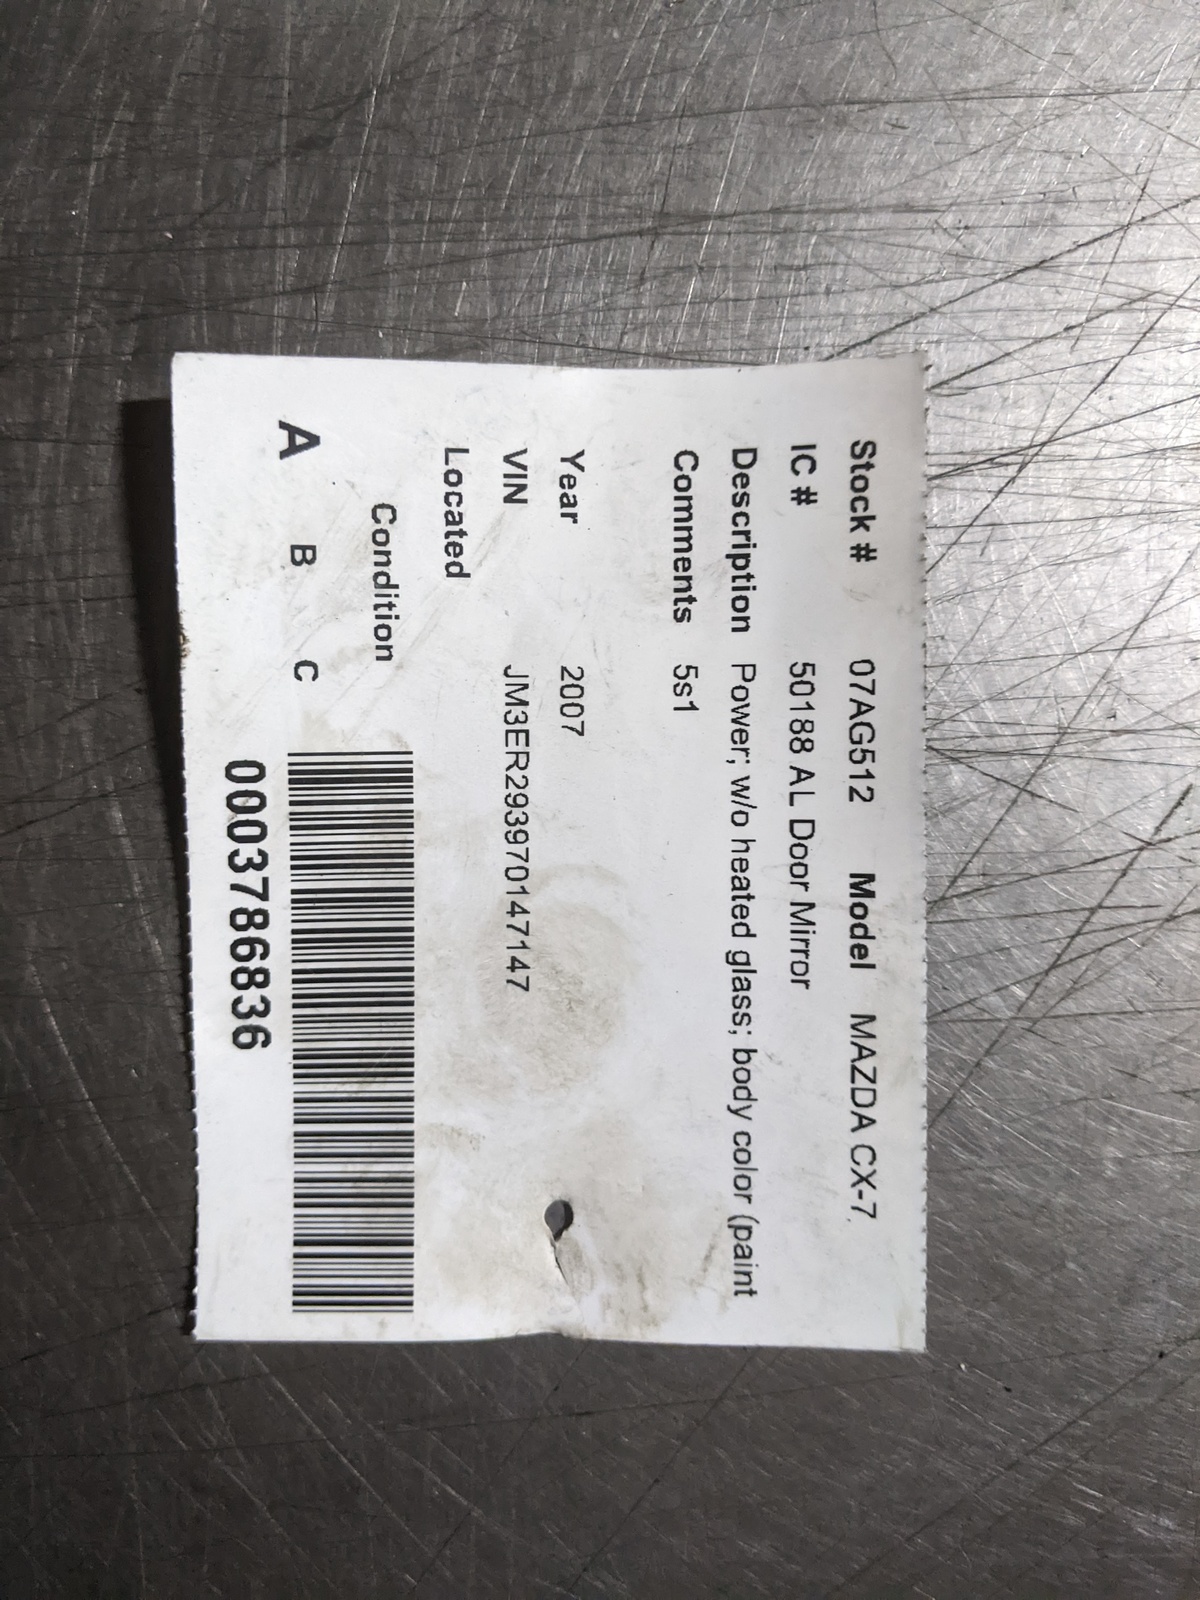 Stock # 07AG512 Model MAZDA CX-7
IC # 50188 AL Door Mirror
Description Power; w/o heated glass; body color (paint
Comments 5s1
Year 2007
VIN JM3ER293970147147
Located
Condition
A B C
0003786836